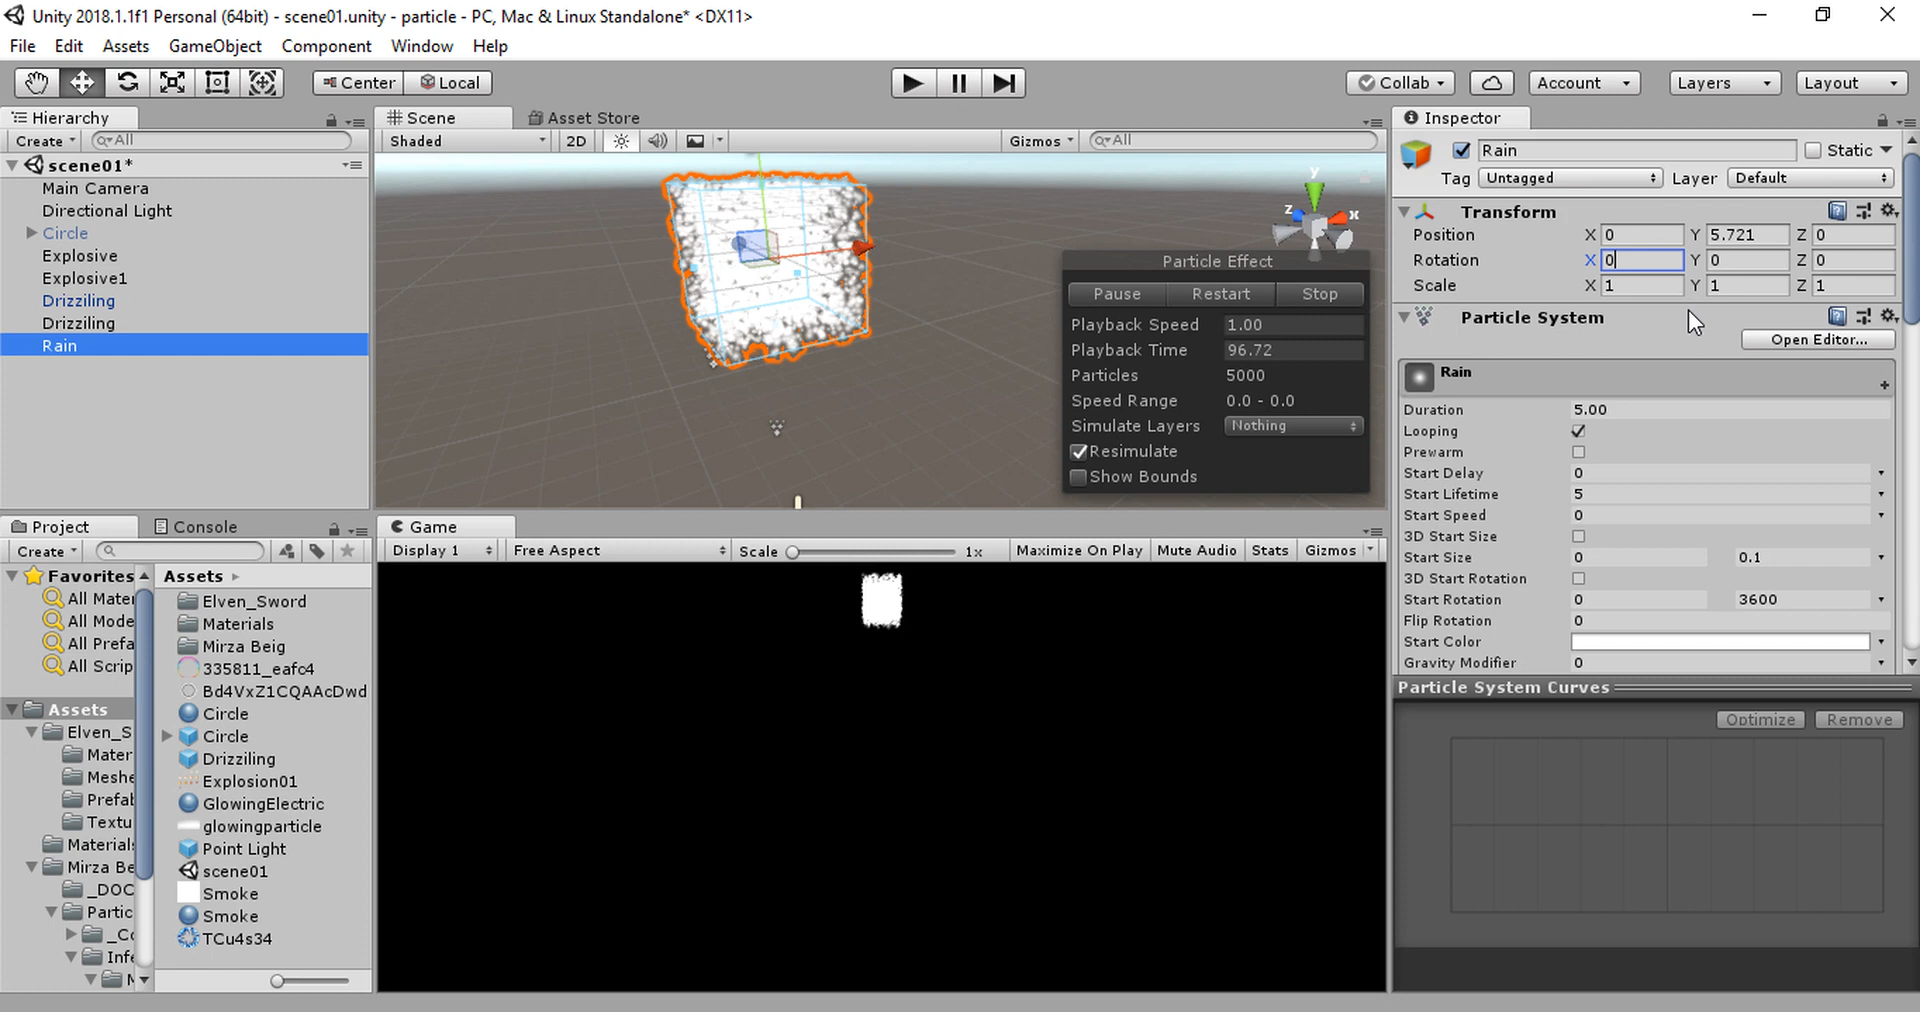 Unity 2018.1.1f1 Personal (64bit) - scene01.unity - particle - PC, Mac & Linux Standalone* <DX11>
File Edit Assets GameObject Component Window Help
Center Local Collab Account Layers Layout
Hierarchy
Create All
scene01*
Main Camera
Directional Light
Circle
Explosive
Explosive1
Drizziling
Drizziling
Rain
Scene Asset Store
Shaded 2D Gizmos All
y
z x
Particle Effect
Pause Restart Stop
Playback Speed 1.00
Playback Time 96.72
Particles 5000
Speed Range 0.0 - 0.0
Simulate Layers Nothing
Resimulate
Show Bounds
Inspector
Rain Static
Tag Untagged Layer Default
Transform
Position X 0 Y 5.721 Z 0
Rotation X 0 Y 0 Z 0
Scale X 1 Y 1 Z 1
Particle System
Open Editor...
Rain
Duration 5.00
Looping
Prewarm
Start Delay 0
Start Lifetime 5
Start Speed 0
3D Start Size
Start Size 0 0.1
3D Start Rotation
Start Rotation 0 3600
Flip Rotation 0
Start Color
Gravity Modifier 0
Particle System Curves
Optimize Remove
Project Console
Create
Favorites
All Mate
All Mode
All Prefa
All Scrip
Assets
Elven_S
Mater
Meshe
Prefab
Textu
Material
Mirza Be
_DOC
Partic
_Co
Infe
M
Assets
Elven_Sword
Materials
Mirza Beig
335811_eafc4
Bd4VxZ1CQAAcDwd
Circle
Circle
Drizziling
Explosion01
GlowingElectric
glowingparticle
Point Light
scene01
Smoke
Smoke
TCu4s34
Game
Display 1 Free Aspect Scale 1x Maximize On Play Mute Audio Stats Gizmos